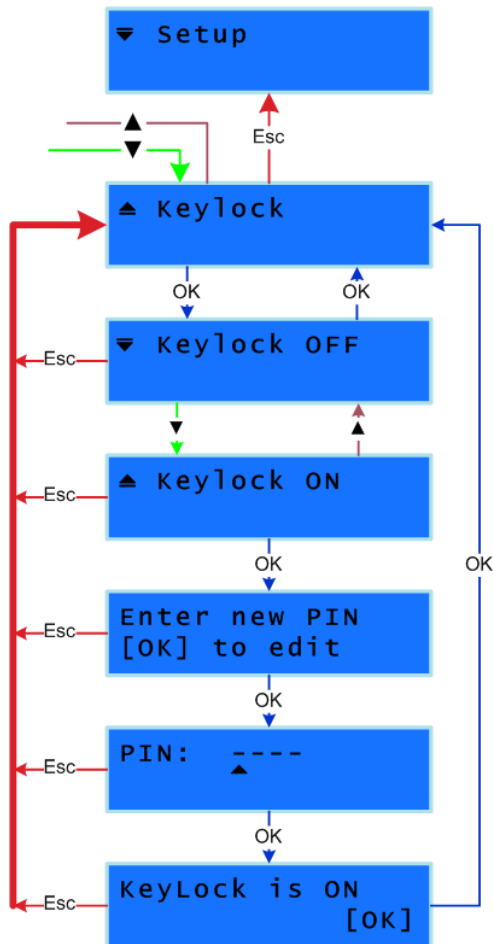 Setup
Esc
Keylock
OK OK
Esc Keylock OFF
Esc Keylock ON
OK
OK
Esc Enter new PIN
[OK] to edit
OK
Esc PIN: ----
OK
Esc KeyLock is ON
[OK]